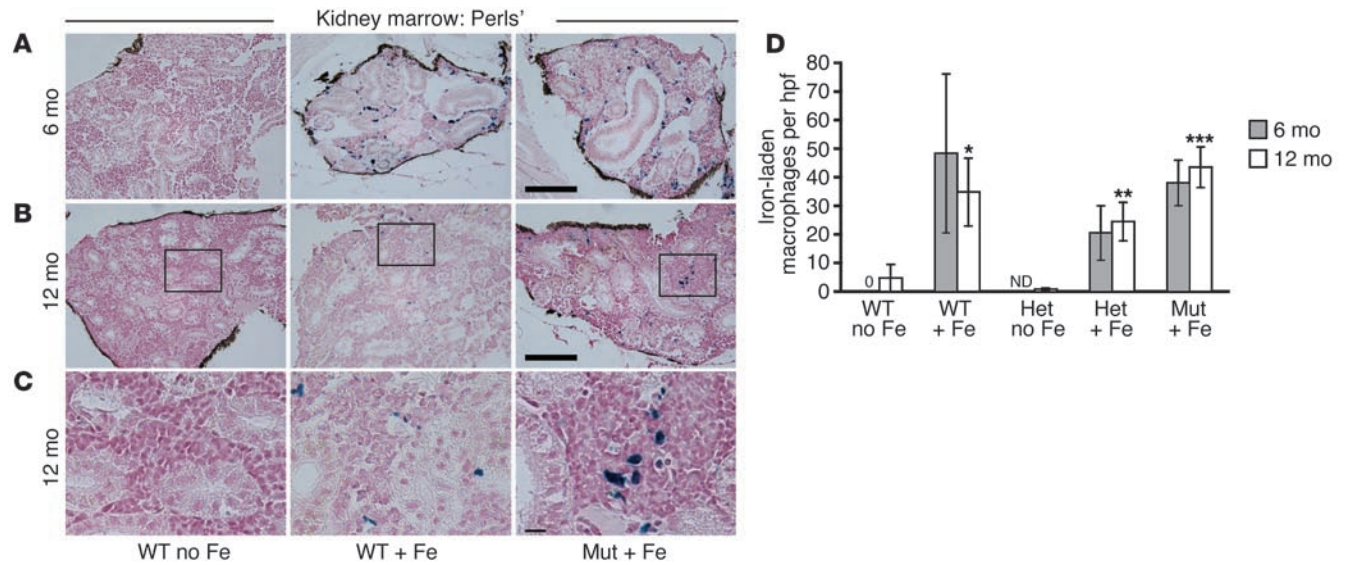 Kidney marrow: Perls'
A
6 mo
B
12 mo
C
12 mo
WT no Fe
WT + Fe
Mut + Fe
D
Iron-laden
macrophages per hpf
80
70
60
50
40
30
20
10
0
0
*
ND
**
***
WT
no Fe
WT
+ Fe
Het
no Fe
Het
+ Fe
Mut
+ Fe
6 mo
12 mo